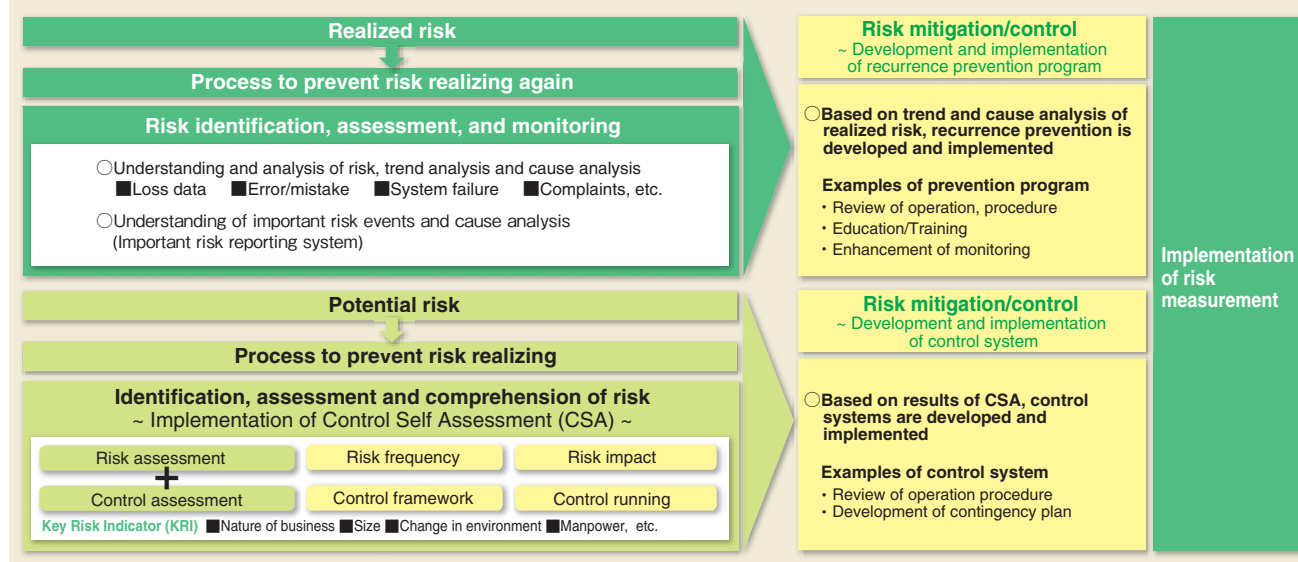 Realized risk
Process to prevent risk realizing again
Risk identification, assessment, and monitoring
○Understanding and analysis of risk, trend analysis and cause analysis
■Loss data ■Error/mistake ■System failure ■Complaints, etc.
○Understanding of important risk events and cause analysis
(Important risk reporting system)
Risk mitigation/control
~ Development and implementation
of recurrence prevention program
○Based on trend and cause analysis of
realized risk, recurrence prevention is
developed and implemented
Examples of prevention program
・Review of operation, procedure
・Education/Training
・Enhancement of monitoring
Potential risk
Process to prevent risk realizing
Identification, assessment and comprehension of risk
~ Implementation of Control Self Assessment (CSA) ~
Risk assessment Risk frequency Risk impact
+
Control assessment Control framework Control running
Key Risk Indicator (KRI) ■Nature of business ■Size ■Change in environment ■Manpower, etc.
Risk mitigation/control
~ Development and implementation
of control system
○Based on results of CSA, control
systems are developed and
implemented
Examples of control system
・Review of operation procedure
・Development of contingency plan
Implementation
of risk
measurement